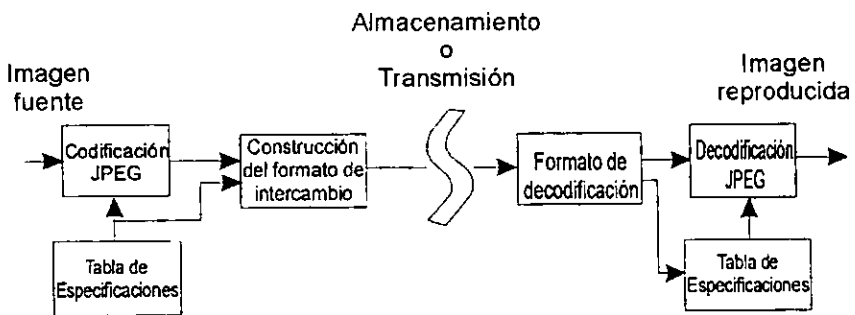 Almacenamiento
o
Transmisión
Imagen
fuente
Imagen
reproducida
Codificación
JPEG
Construcción
del formato de
intercambio
Formato de
decodificación
Decodificación
JPEG
Tabla de
Especificaciones
Tabla de
Especificaciones